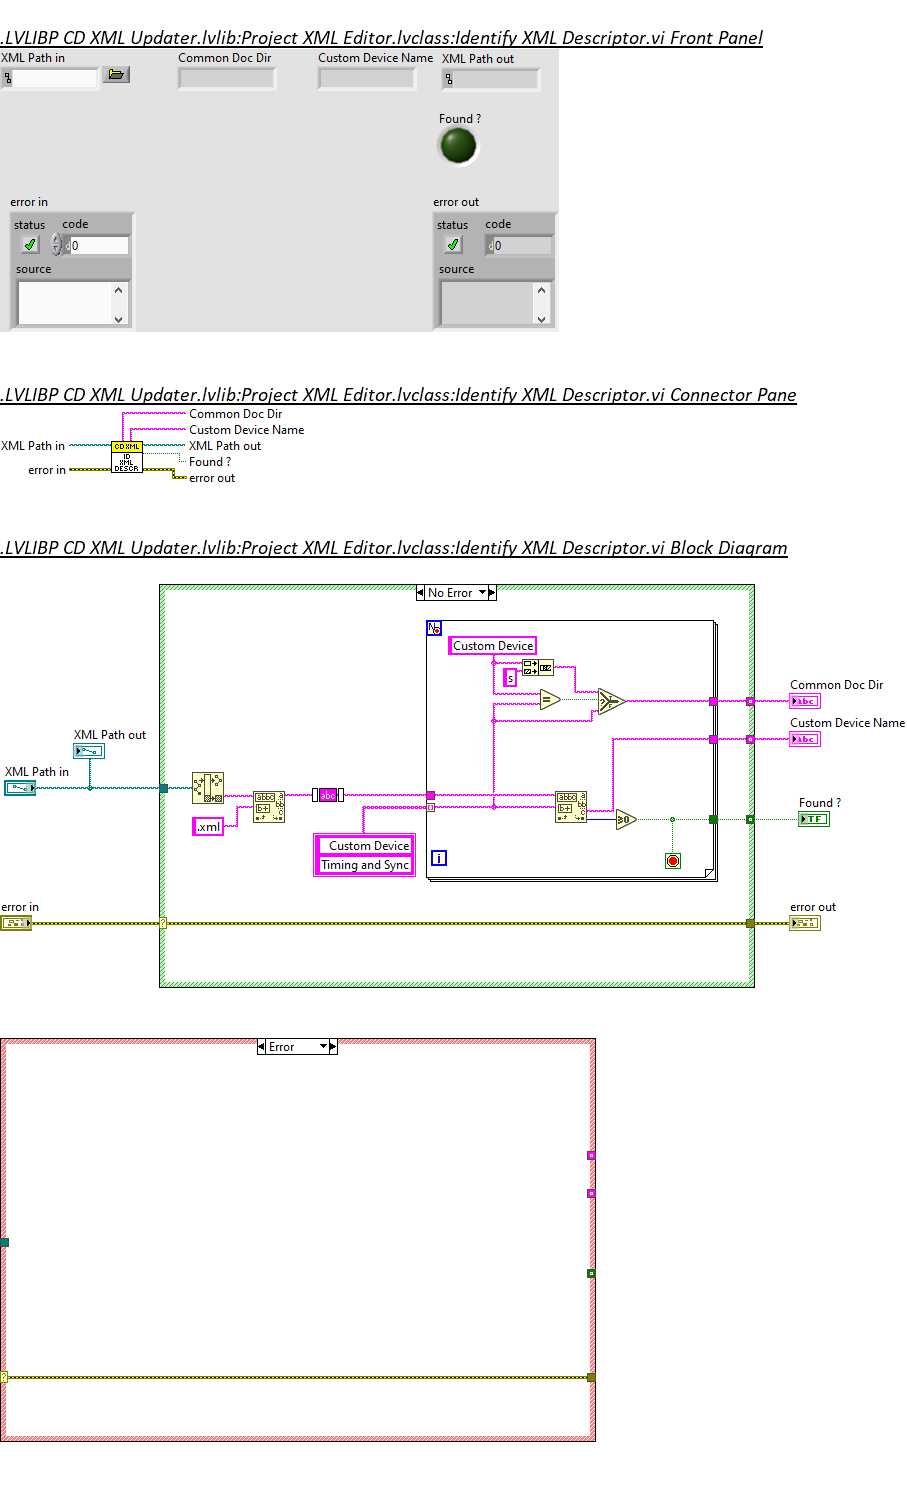 .LVLIBP CD XML Updater.lvlib:Project XML Editor.lvclass:Identify XML Descriptor.vi Front Panel
XML Path in
Common Doc Dir
Custom Device Name
XML Path out
Found ?
error in
error out
status
code
status
code
0
0
source
source
.LVLIBP CD XML Updater.lvlib:Project XML Editor.lvclass:Identify XML Descriptor.vi Connector Pane
Common Doc Dir
Custom Device Name
XML Path in
CD XML
XML Path out
ID
XML
DESCR
Found ?
error in
error out
.LVLIBP CD XML Updater.lvlib:Project XML Editor.lvclass:Identify XML Descriptor.vi Block Diagram
No Error
N
Custom Device
s
Common Doc Dir
abc
Custom Device Name
abc
XML Path out
XML Path in
abc
.xml
Custom Device
Timing and Sync
i
≥0
Found ?
TF
error in
error out
?
Error
?